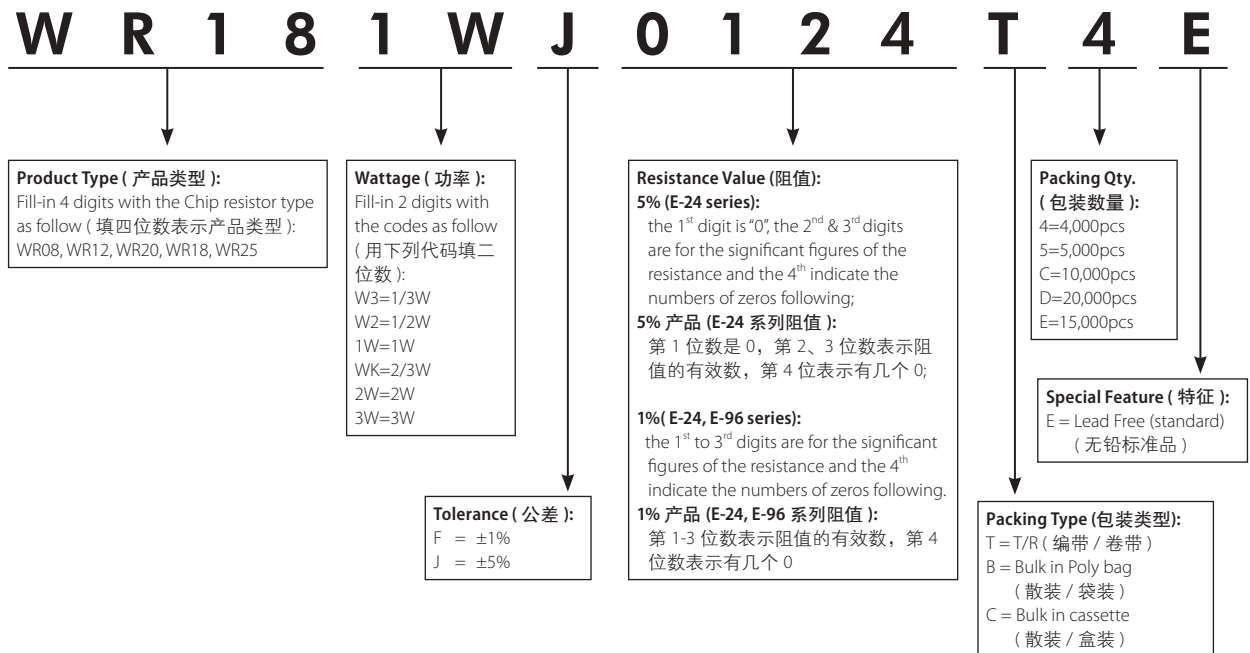 WR18 1W J 0124 T 4 E
Product Type ( 产品类型 ):
Fill-in 4 digits with the Chip resistor type
as follow ( 填四位数表示产品类型 ):
WR08, WR12, WR20, WR18, WR25
Wattage ( 功率 ):
Fill-in 2 digits with
the codes as follow
( 用下列代码填二
位数 ):
W3=1/3W
W2=1/2W
1W=1W
WK=2/3W
2W=2W
3W=3W
Tolerance ( 公差 ):
F = ±1%
J = ±5%
Resistance Value (阻值):
5% (E-24 series):
the 1st digit is “0”, the 2nd & 3rd digits
are for the significant figures of the
resistance and the 4th indicate the
numbers of zeros following;
5% 产品 (E-24 系列阻值 ):
第 1 位数是 0，第 2、3 位数表示阻
值的有效数，第 4 位表示有几个 0;
1%( E-24, E-96 series):
the 1st to 3rd digits are for the significant
figures of the resistance and the 4th
indicate the numbers of zeros following.
1% 产品 (E-24, E-96 系列阻值 ):
第 1-3 位数表示阻值的有效数，第 4
位数表示有几个 0
Packing Qty.
( 包装数量 ):
4=4,000pcs
5=5,000pcs
C=10,000pcs
D=20,000pcs
E=15,000pcs
Special Feature ( 特征 ):
E = Lead Free (standard)
( 无铅标准品 )
Packing Type (包装类型):
T = T/R ( 编带 / 卷带 )
B = Bulk in Poly bag
( 散装 / 袋装 )
C = Bulk in cassette
( 散装 / 盒装 )